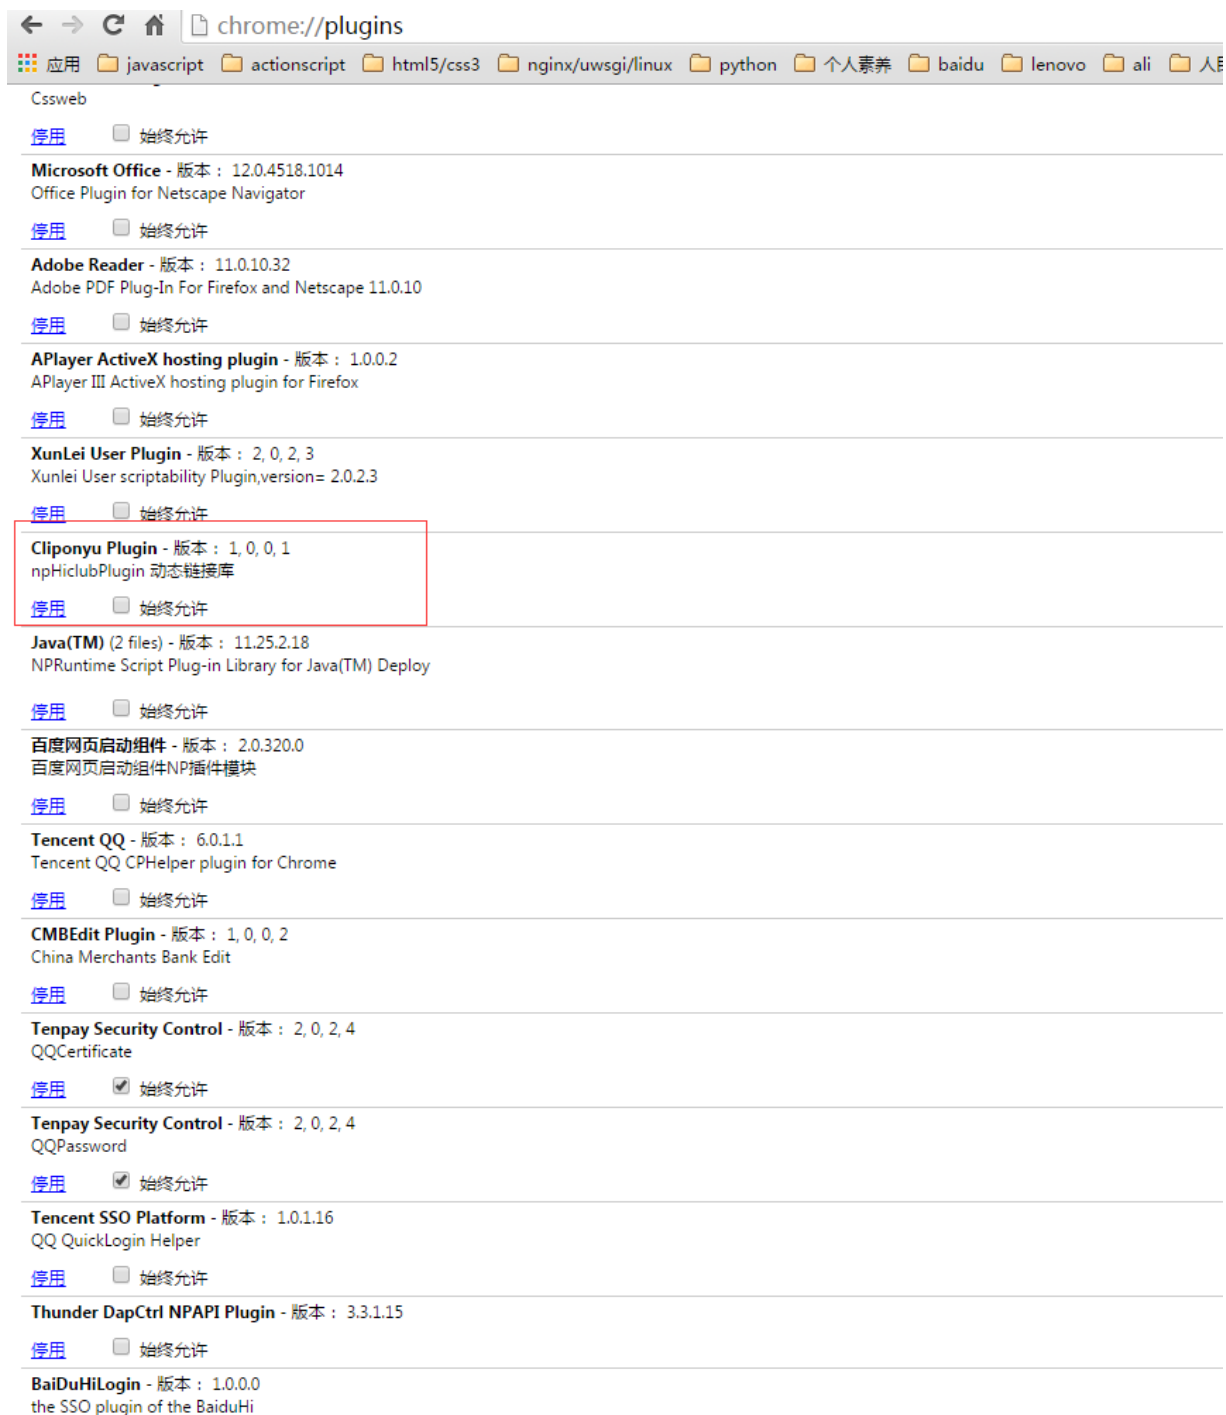 chrome://plugins
应用 javascript actionscript html5/css3 nginx/uwsgi/linux python 个人素养 baidu lenovo ali
Cssweb
停用 始终允许
Microsoft Office - 版本： 12.0.4518.1014
Office Plugin for Netscape Navigator
停用 始终允许
Adobe Reader - 版本： 11.0.10.32
Adobe PDF Plug-In For Firefox and Netscape 11.0.10
停用 始终允许
APlayer ActiveX hosting plugin - 版本： 1.0.0.2
APlayer III ActiveX hosting plugin for Firefox
停用 始终允许
XunLei User Plugin - 版本： 2, 0, 2, 3
Xunlei User scriptability Plugin,version= 2.0.2.3
停用 始终允许
Cliponyu Plugin - 版本： 1, 0, 0, 1
npHiclubPlugin 动态链接库
停用 始终允许
Java(TM) (2 files) - 版本： 11.25.2.18
NPRuntime Script Plug-in Library for Java(TM) Deploy
停用 始终允许
百度网页启动组件 - 版本： 2.0.320.0
百度网页启动组件NP插件模块
停用 始终允许
Tencent QQ - 版本： 6.0.1.1
Tencent QQ CPHelper plugin for Chrome
停用 始终允许
CMBEdit Plugin - 版本： 1, 0, 0, 2
China Merchants Bank Edit
停用 始终允许
Tenpay Security Control - 版本： 2, 0, 2, 4
QQCertificate
停用 始终允许
Tenpay Security Control - 版本： 2, 0, 2, 4
QQPassword
停用 始终允许
Tencent SSO Platform - 版本： 1.0.1.16
QQ QuickLogin Helper
停用 始终允许
Thunder DapCtrl NPAPI Plugin - 版本： 3.3.1.15
停用 始终允许
BaiDuHiLogin - 版本： 1.0.0.0
the SSO plugin of the BaiduHi